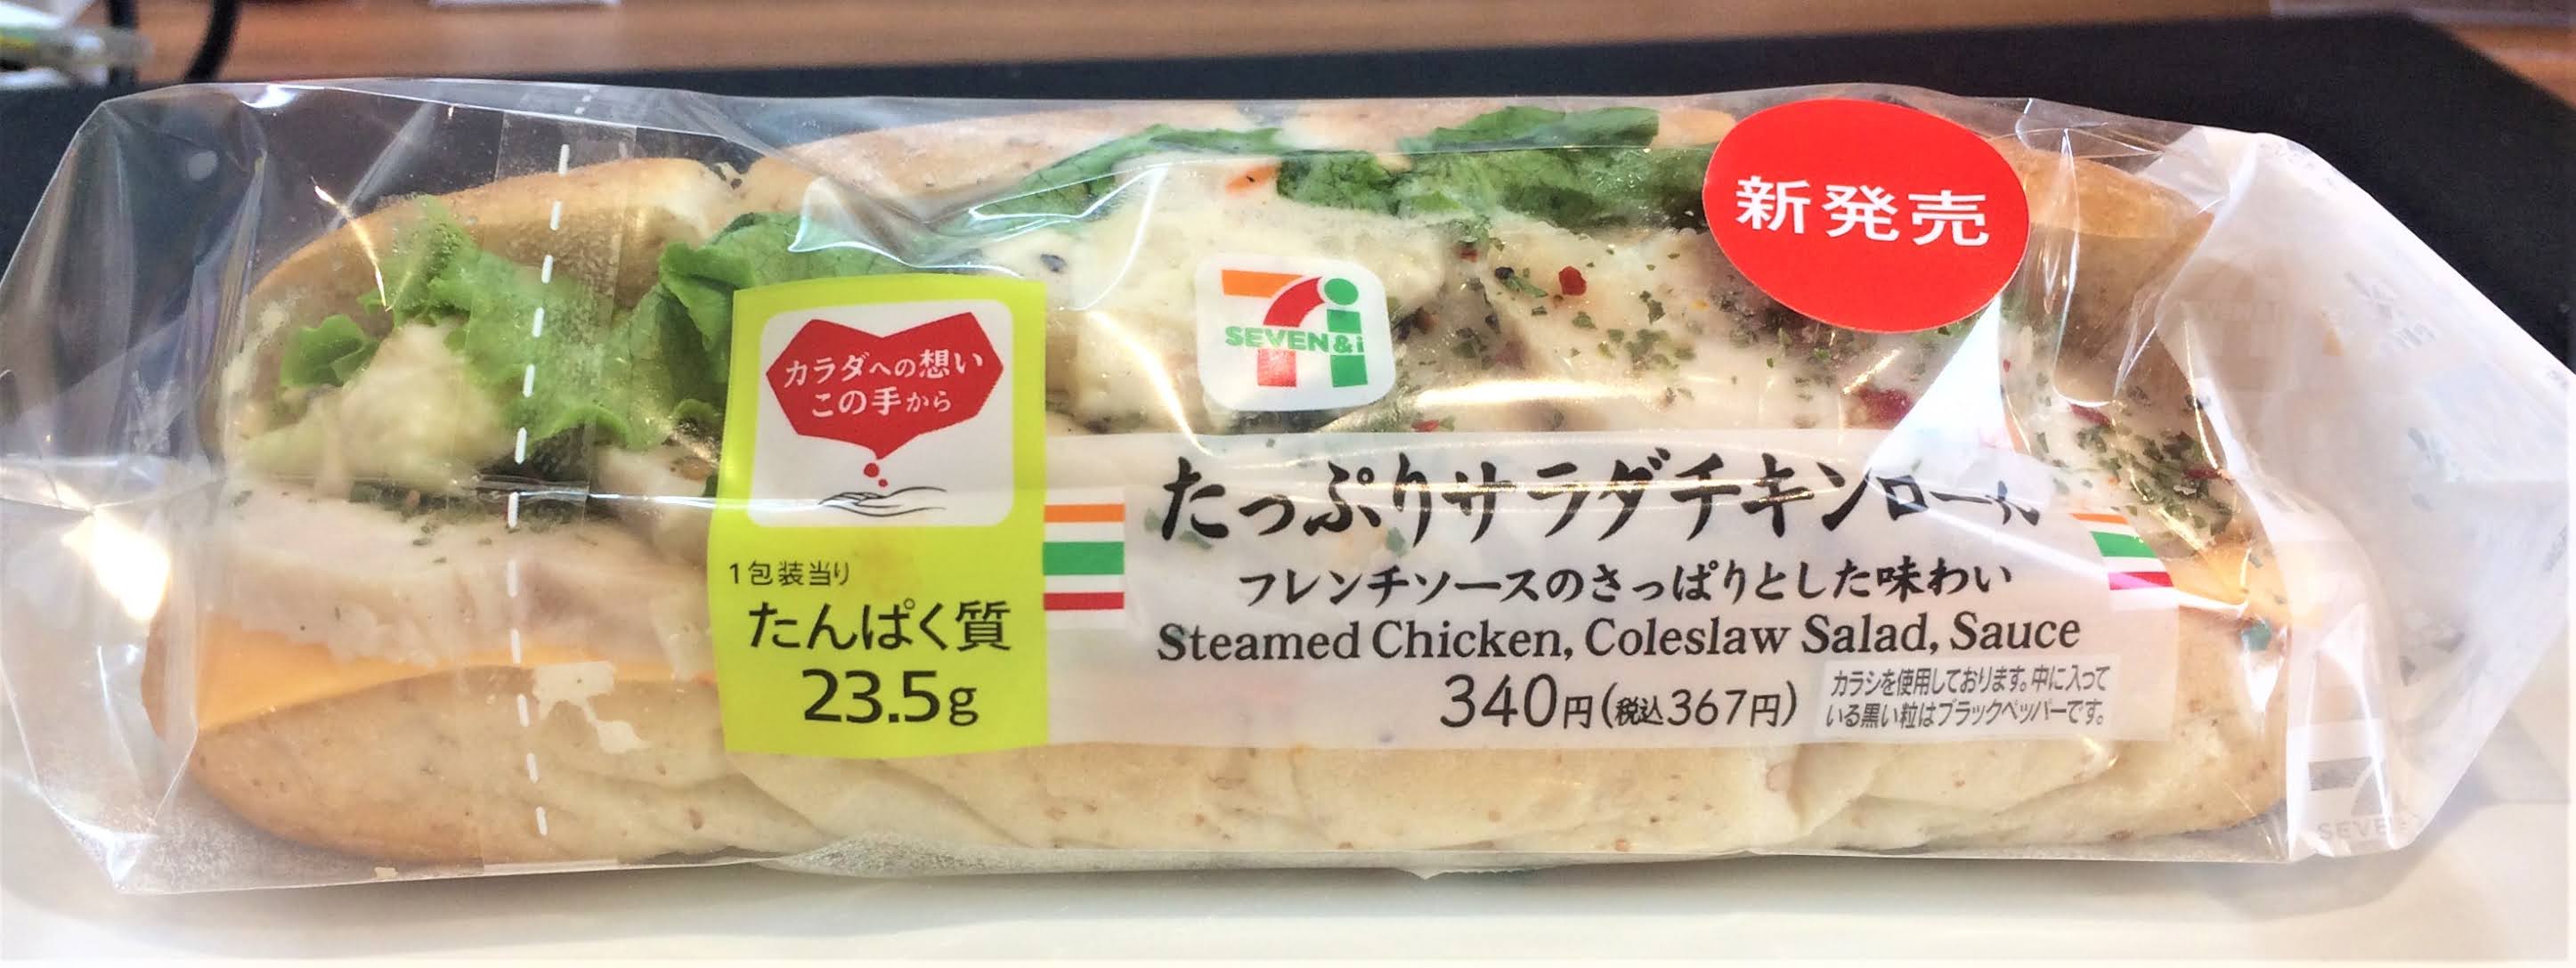 新発売
SEVEN&i
カラダへの想い
この手から
1包装当り
たんぱく質
23.5g
たっぷりサラダチキンロール
フレンチソースのさっぱりとした味わい
Steamed Chicken, Coleslaw Salad, Sauce
340円(税込367円)
カラシを使用しております。中に入って
いる黒い粒はブラックペッパーです。